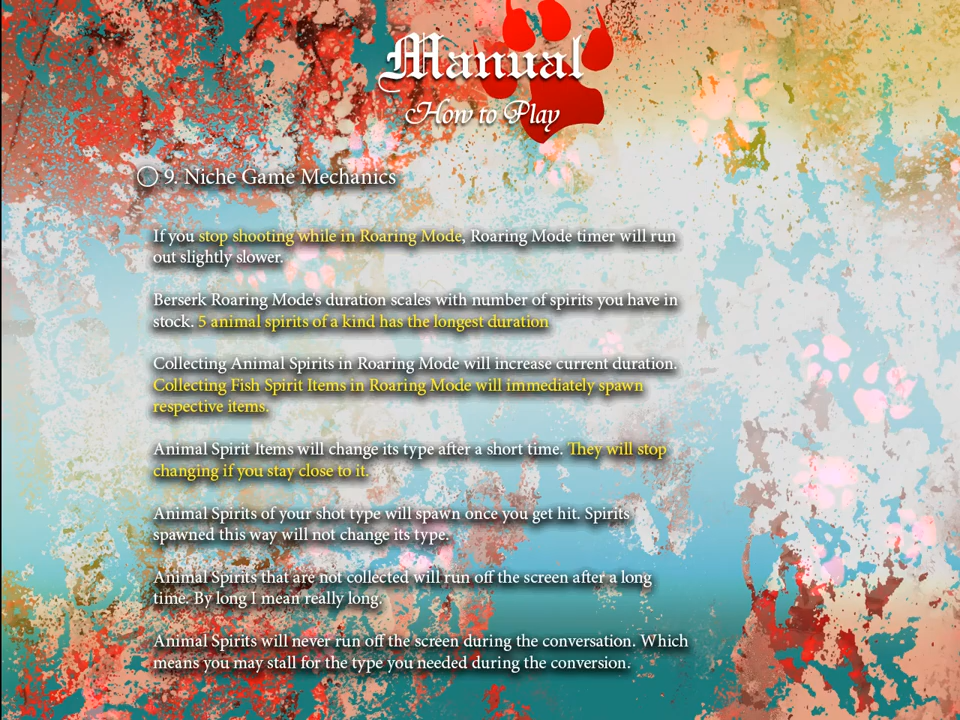 Manual
How to Play
9. Niche Game Mechanics
If you stop shooting while in Roaring Mode, Roaring Mode timer will run
out slightly slower.
Berserk Roaring Mode's duration scales with number of spirits you have in
stock. 5 animal spirits of a kind has the longest duration
Collecting Animal Spirits in Roaring Mode will increase current duration.
Collecting Fish Spirit Items in Roaring Mode will immediately spawn
respective items.
Animal Spirit Items will change its type after a short time. They will stop
changing if you stay close to it.
Animal Spirits of your shot type will spawn once you get hit. Spirits
spawned this way will not change its type.
Animal Spirits that are not collected will run off the screen after a long
time. By long I mean really long.
Animal Spirits will never run off the screen during the conversation. Which
means you may stall for the type you needed during the conversion.